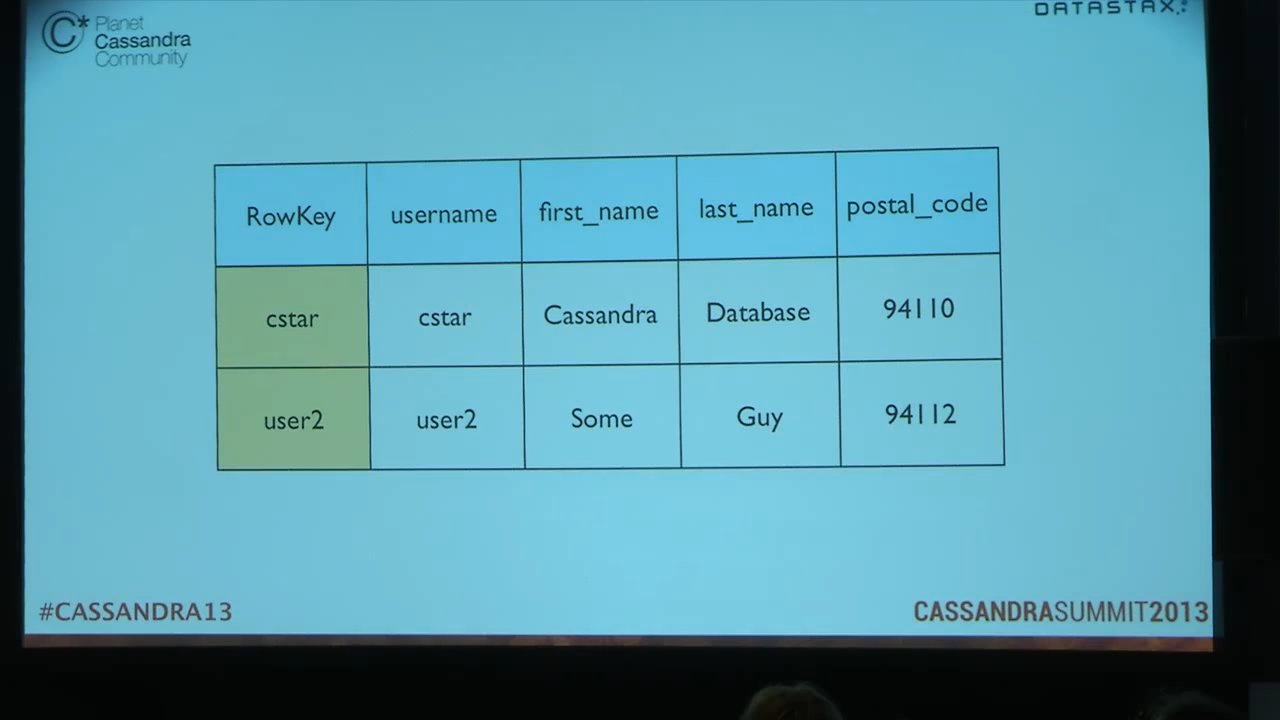 C* Planet
Cassandra
Community
DATASTAX
RowKey username first_name last_name postal_code
cstar cstar Cassandra Database 94110
user2 user2 Some Guy 94112
#CASSANDRA13
CASSANDRASUMMIT2013